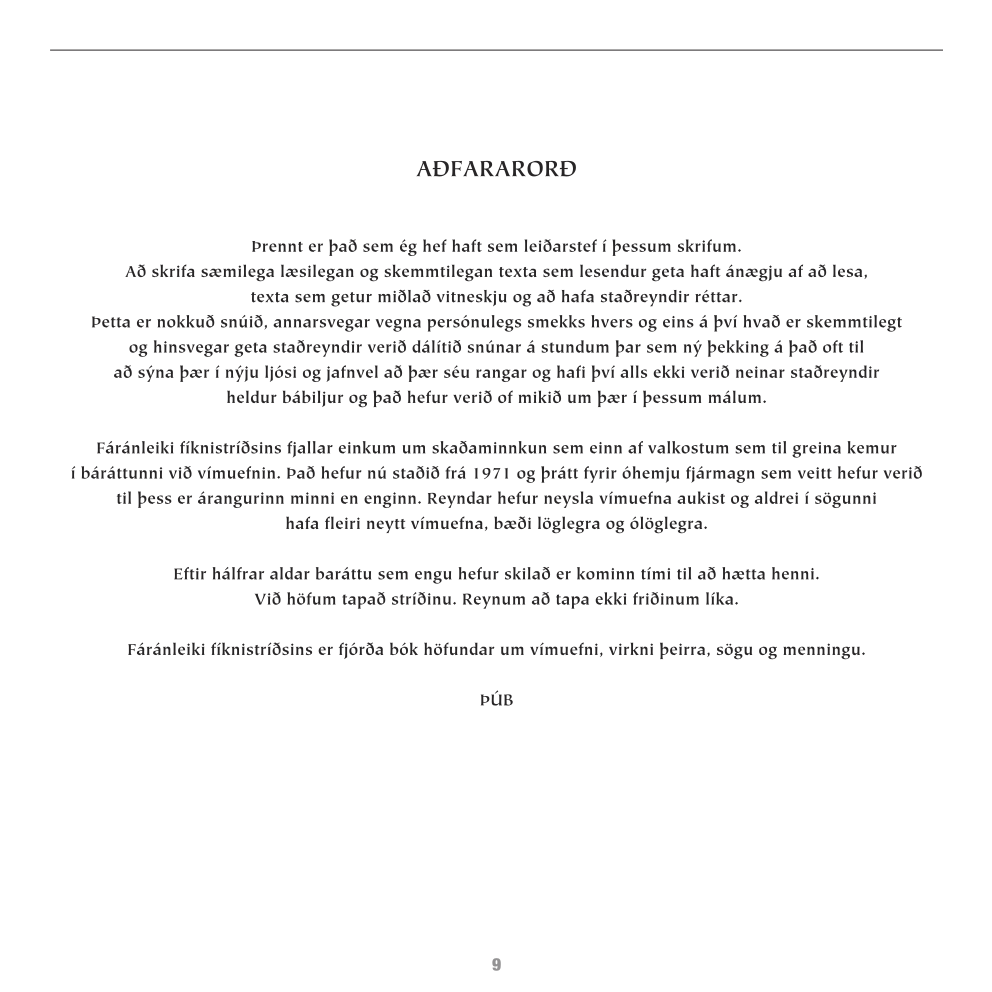 AÐFARARORÐ
Þrennt er það sem ég hef haft sem leiðarstef í þessum skrifum.
Að skrifa sæmilega læsilegan og skemmtilegan texta sem lesendur geta haft ánægju af að lesa,
texta sem getur miðlað vitneskju og að hafa staðreyndir réttar.
Þetta er nokkuð snúið, annarsvegar vegna persónulegs smekks hvers og eins á því hvað er skemmtilegt
og hinsvegar geta staðreyndir verið dálítið snúnar á stundum þar sem ný þekking á það oft til
að sýna þær í nýju ljósi og jafnvel að þær séu rangar og hafi því alls ekki verið neinar staðreyndir
heldur bábiljur og það hefur verið of mikið um þær í þessum málum.
Fáránleiki fíknistríðsins fjallar einkum um skaðaminnkun sem einn af valkostum sem til greina kemur
í báráttunni við vímuefnin. Það hefur nú staðið frá 1971 og þrátt fyrir óhemju fjármagn sem veitt hefur verið
til þess er árangurinn minni en enginn. Reyndar hefur neysla vímuefna aukist og aldrei í sögunni
hafa fleiri neytt vímuefna, bæði löglegra og ólöglegra.
Eftir hálfrar aldar baráttu sem engu hefur skilað er kominn tími til að hætta henni.
Við höfum tapað stríðinu. Reynum að tapa ekki friðinum líka.
Fáránleiki fíknistríðsins er fjórða bók höfundar um vímuefni, virkni þeirra, sögu og menningu.
ÞÚB
9